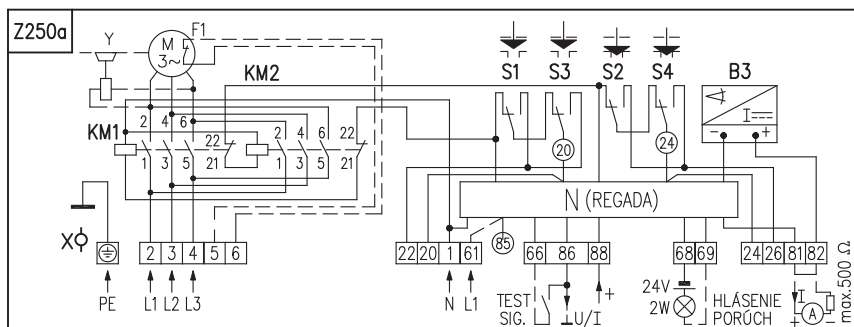 Z250a
Y
M
3~
F1
KM2
S1
S3
S2
S4
B3
I
- +
2 4 6
22
2 4 6
22
KM1
1 3 5
21
1 3 5
21
20
24
N (REGADA)
X
85
2 3 4 5 6
22 20 1 61
66 86 88
68 69
24 26 81 82
PE
L1 L2 L3
N L1
TEST
SIG.
+
U/I
24V
2W
HLÁSENIE
PORÚCH
I
A
+ -
max.500 Ω